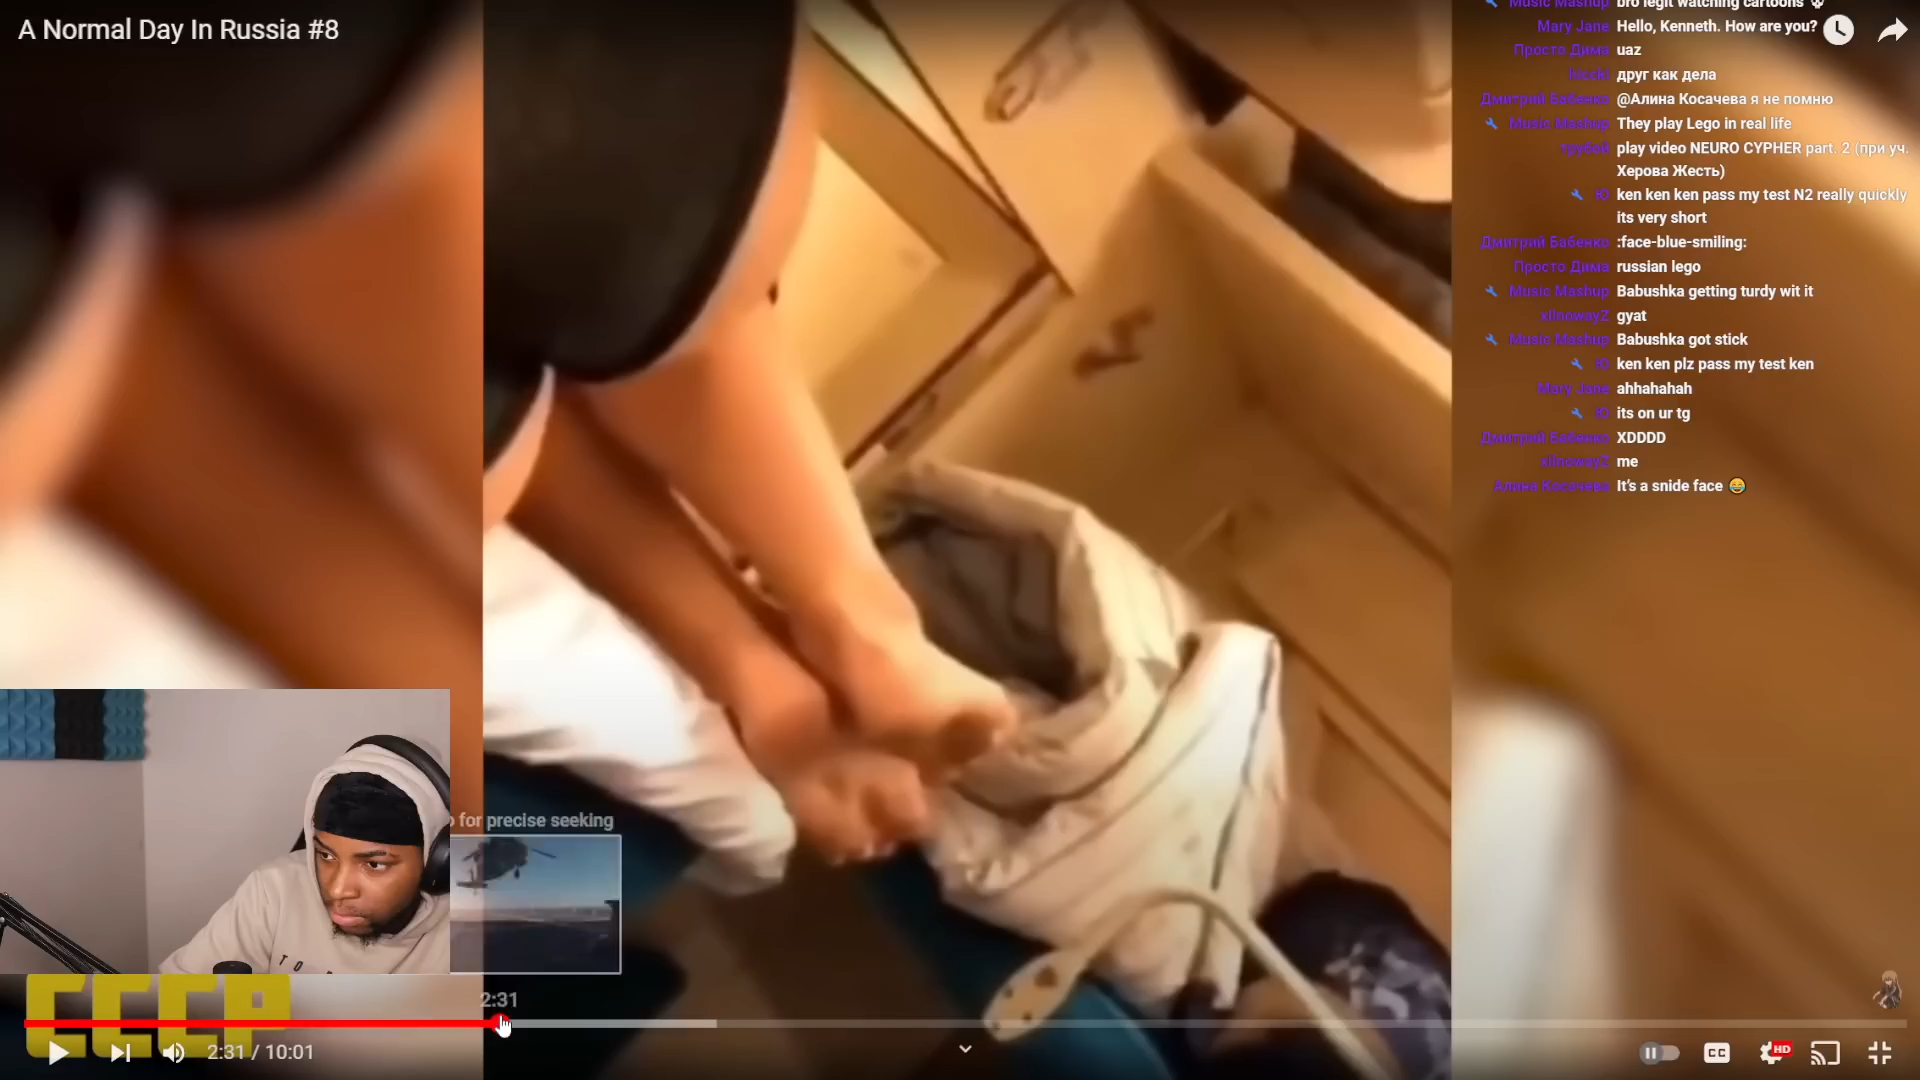 A Normal Day In Russia #8
Music Mashup bro legit watching cartoons
Mary Jane Hello, Kenneth. How are you?
Просто Дима uaz
друг как дела
Дмитрий Бабенко @Алина Косачева я не помню
Music Mashup They play Lego in real life
play video NEURO CYPHER part. 2 (при уч.
Херова Жесть)
Ю ken ken ken pass my test N2 really quickly
its very short
Дмитрий Бабенко :face-blue-smiling:
Просто Дима russian lego
Music Mashup Babushka getting turdy wit it
xllnowayZ gyat
Music Mashup Babushka got stick
Ю ken ken plz pass my test ken
Mary Jane ahhahahah
Ю its on ur tg
Дмитрий Бабенко XDDDD
xllnowayZ me
Алина Косачева It's a snide face 😂
for precise seeking
TO
CCCP
2:31
2:31 / 10:01
CC
HD